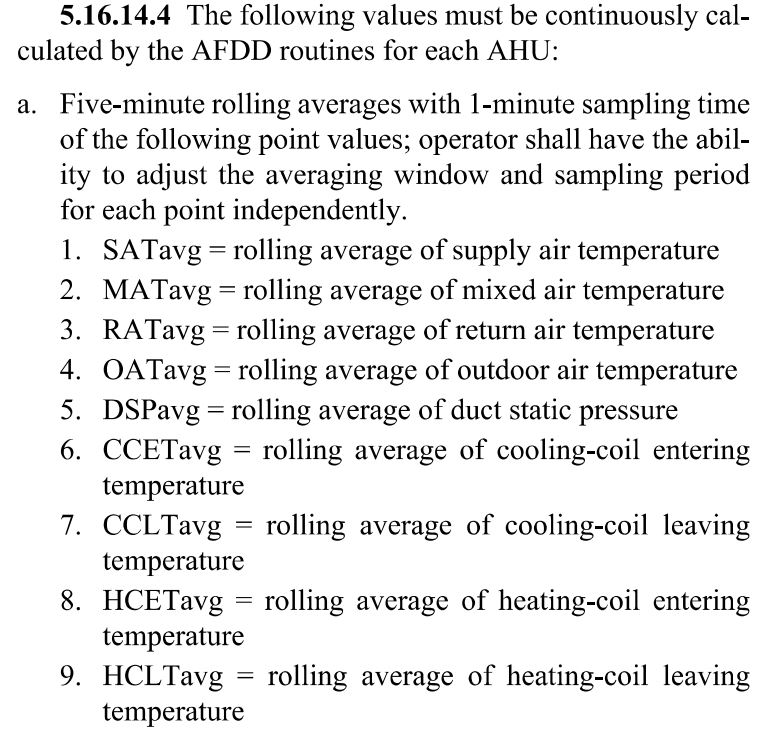 5.16.14.4 The following values must be continuously cal-
culated by the AFDD routines for each AHU:
a. Five-minute rolling averages with 1-minute sampling time
of the following point values; operator shall have the abil-
ity to adjust the averaging window and sampling period
for each point independently.
1. SATavg = rolling average of supply air temperature
2. MATavg = rolling average of mixed air temperature
3. RATavg = rolling average of return air temperature
4. OATavg = rolling average of outdoor air temperature
5. DSPavg = rolling average of duct static pressure
6. CCETavg = rolling average of cooling-coil entering
temperature
7. CCLTavg = rolling average of cooling-coil leaving
temperature
8. HCETavg = rolling average of heating-coil entering
temperature
9. HCLTavg = rolling average of heating-coil leaving
temperature